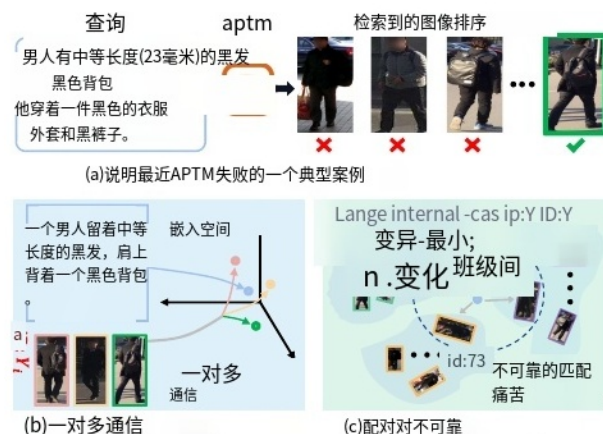 查询
aptm
检索到的图像排序
男人有中等长度(23毫米)的黑发
黑色背包
他穿着一件黑色的衣服
外套和黑裤子。
(a)说明最近APTM失败的一个典型案例
一个男人留着中等
长度的黑发，肩上
背着一个黑色背包
嵌入空间
一对多
通信
(b)一对多通信
Lange internal -cas ip:Y ID:Y
变异-最小;
n .变化 班级间
id:73
不可靠的匹配
痛苦
(c)配对对不可靠